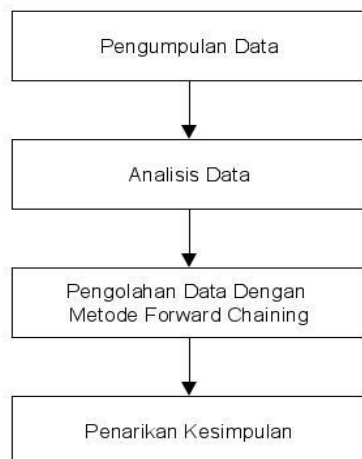 Pengumpulan Data
Analisis Data
Pengolahan Data Dengan
Metode Forward Chaining
Penarikan Kesimpulan